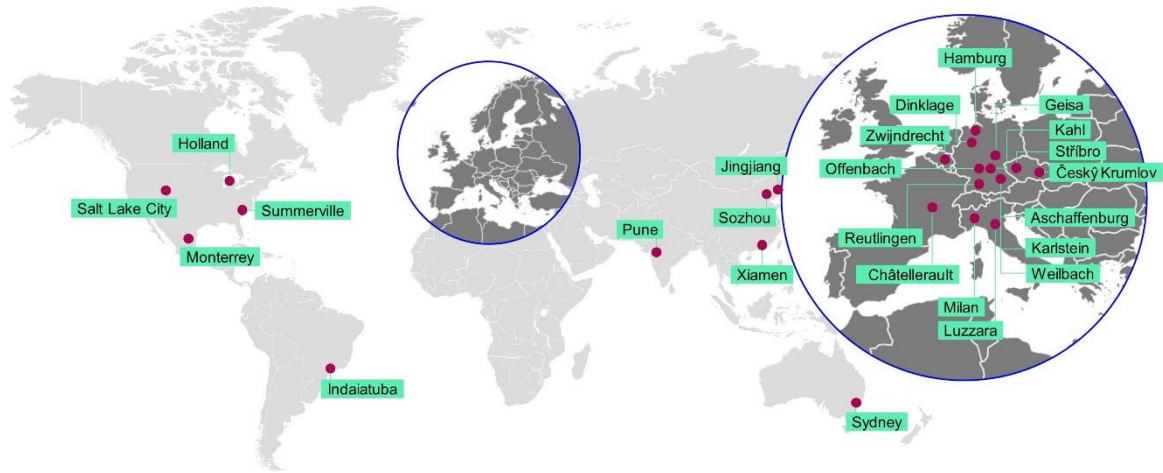 Holland
Salt Lake City
Summerville
Monterrey
Indaiatuba
Pune
Jingjiang
Sozhou
Xiamen
Sydney
Hamburg
Dinklage
Geisa
Zwijndrecht
Kahl
Offenbach
Stříbro
Český Krumlov
Reutlingen
Aschaffenburg
Karlstein
Châtellerault
Weilbach
Milan
Luzzara